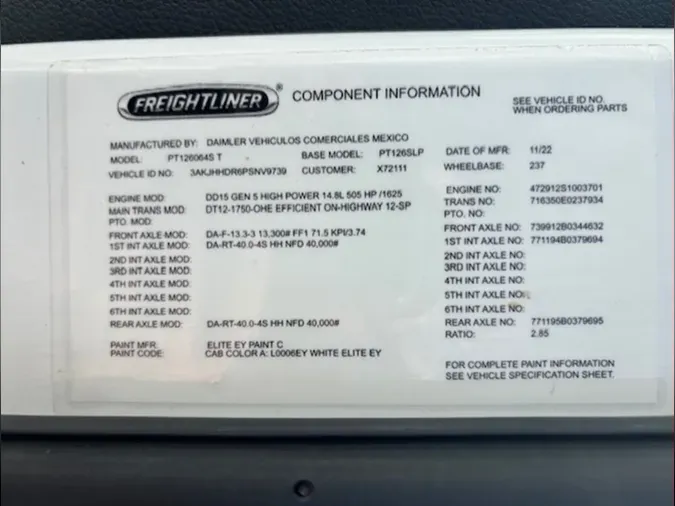 FREIGHTLINER® COMPONENT INFORMATION
SEE VEHICLE ID NO.
WHEN ORDERING PARTS
MANUFACTURED BY: DAIMLER VEHICULOS COMERCIALES MEXICO
MODEL: PT126064S T BASE MODEL: PT126SLP DATE OF MFR: 11/22
VEHICLE ID NO: 3AKJHHDR6PSNV9739 CUSTOMER: X72111 WHEELBASE: 237
ENGINE MOD: DD15 GEN 5 HIGH POWER 14.8L 505 HP /1625 ENGINE NO: 472912S1003701
MAIN TRANS MOD: DT12-1750-OHE EFFICIENT ON-HIGHWAY 12-SP TRANS NO: 716350E0237934
PTO MOD: PTO. NO:
FRONT AXLE MOD: DA-F-13.3-3 13,300# FF1 71.5 KPI/3.74 FRONT AXLE NO: 739912B0344632
1ST INT AXLE MOD: DA-RT-40.0-4S HH NFD 40,000# 1ST INT AXLE NO: 771194B0379694
2ND INT AXLE MOD: 2ND INT AXLE NO:
3RD INT AXLE MOD: 3RD INT AXLE NO:
4TH INT AXLE MOD: 4TH INT AXLE NO:
5TH INT AXLE MOD: 5TH INT AXLE NO:
6TH INT AXLE MOD: 6TH INT AXLE NO:
REAR AXLE MOD: DA-RT-40.0-4S HH NFD 40,000# REAR AXLE NO: 771195B0379695
RATIO: 2.85
PAINT MFR: ELITE EY PAINT C
PAINT CODE: CAB COLOR A: L0006EY WHITE ELITE EY
FOR COMPLETE PAINT INFORMATION
SEE VEHICLE SPECIFICATION SHEET.